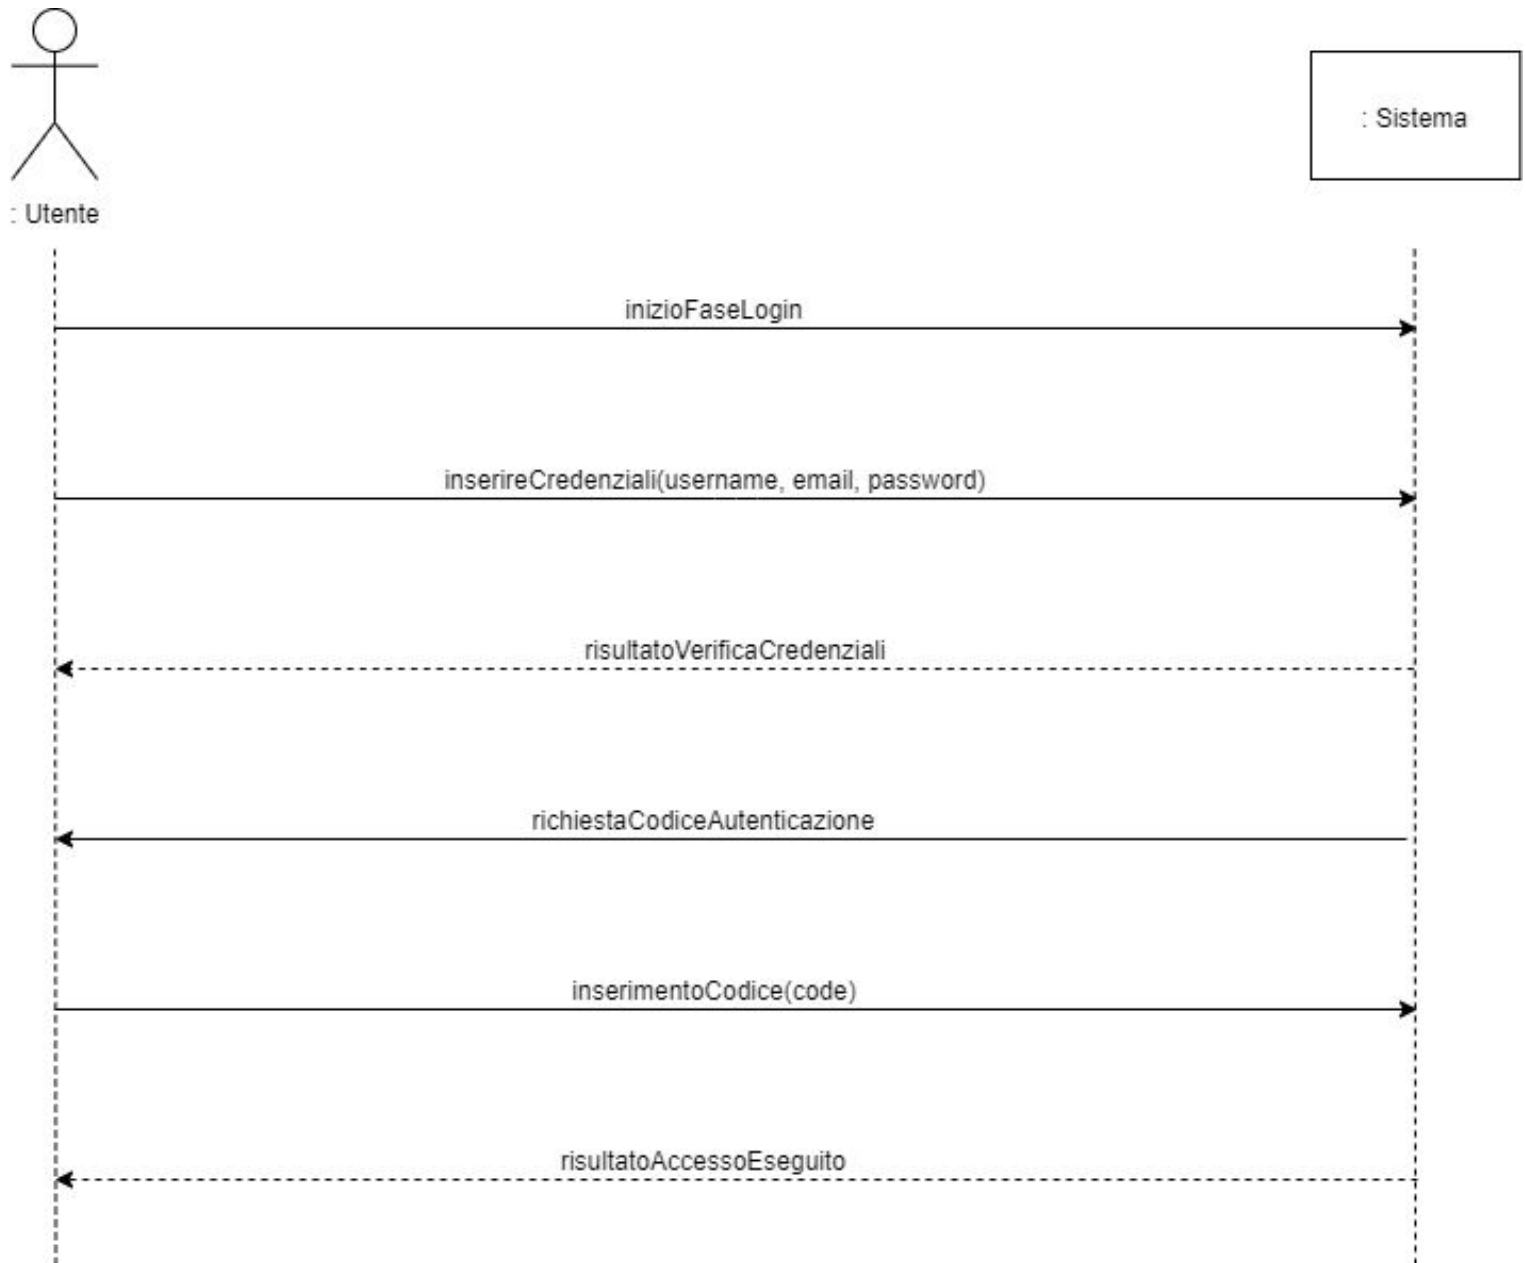 : Sistema
: Utente
inizioFaseLogin
inserireCredenziali(username, email, password)
risultatoVerificaCredenziali
richiestaCodiceAutenticazione
inserimentoCodice(code)
risultatoAccessoEseguito